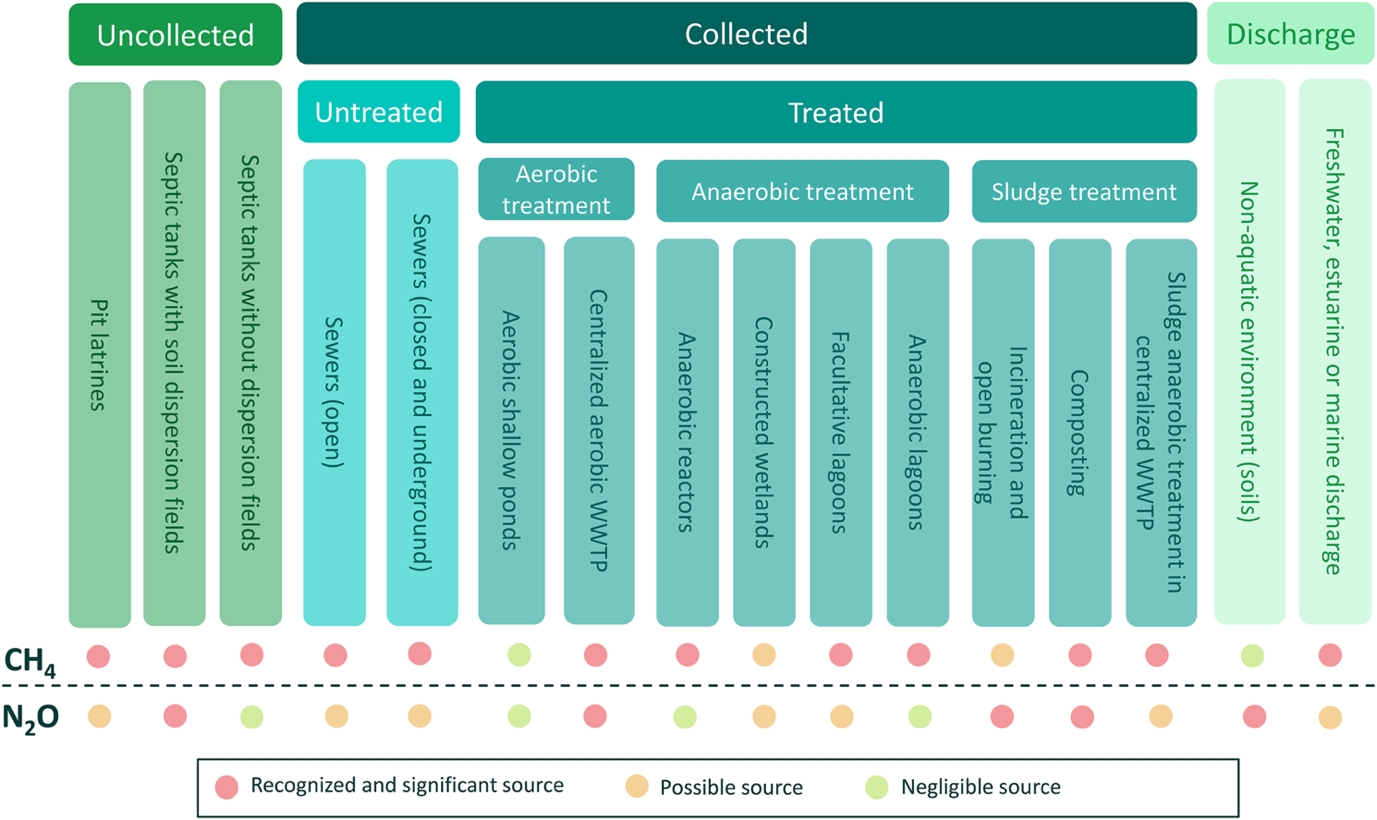 Uncollected
Collected
Discharge
Untreated
Treated
Aerobic
treatment
Anaerobic treatment
Sludge treatment
Pit latrines
Septic tanks with soil dispersion fields
Septic tanks without dispersion fields
Sewers (open)
Sewers (closed and underground)
Aerobic shallow ponds
Centralized aerobic WWTP
Anaerobic reactors
Constructed wetlands
Facultative lagoons
Anaerobic lagoons
Incineration and
open burning
Composting
Sludge anaerobic treatment in
centralized WWTP
Non-aquatic environment (soils)
Freshwater, estuarine or marine discharge
CH₄
N₂O
Recognized and significant source
Possible source
Negligible source